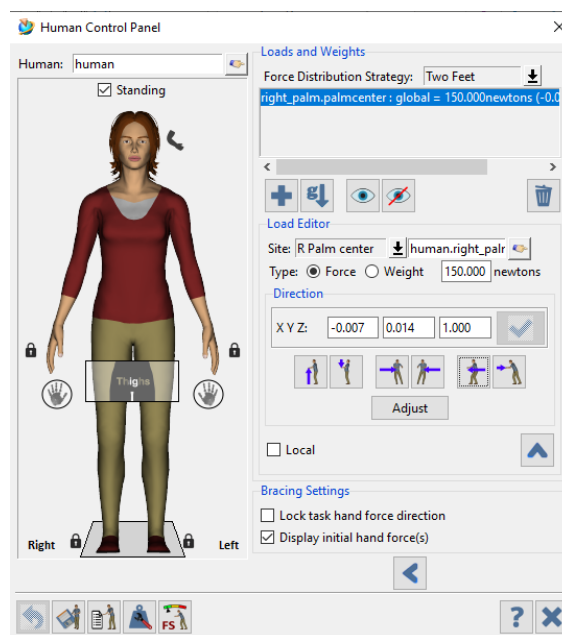 Human Control Panel
Human: human
Standing
Thighs
Right
Left
FS
Loads and Weights
Force Distribution Strategy: Two Feet
right_palm.palmcenter : global = 150.000newtons (-0.0
g
Load Editor
Site: R Palm center human.right_palr
Type: Force Weight 150.000 newtons
Direction
X Y Z: -0.007 0.014 1.000
Adjust
Local
Bracing Settings
Lock task hand force direction
Display initial hand force(s)
?